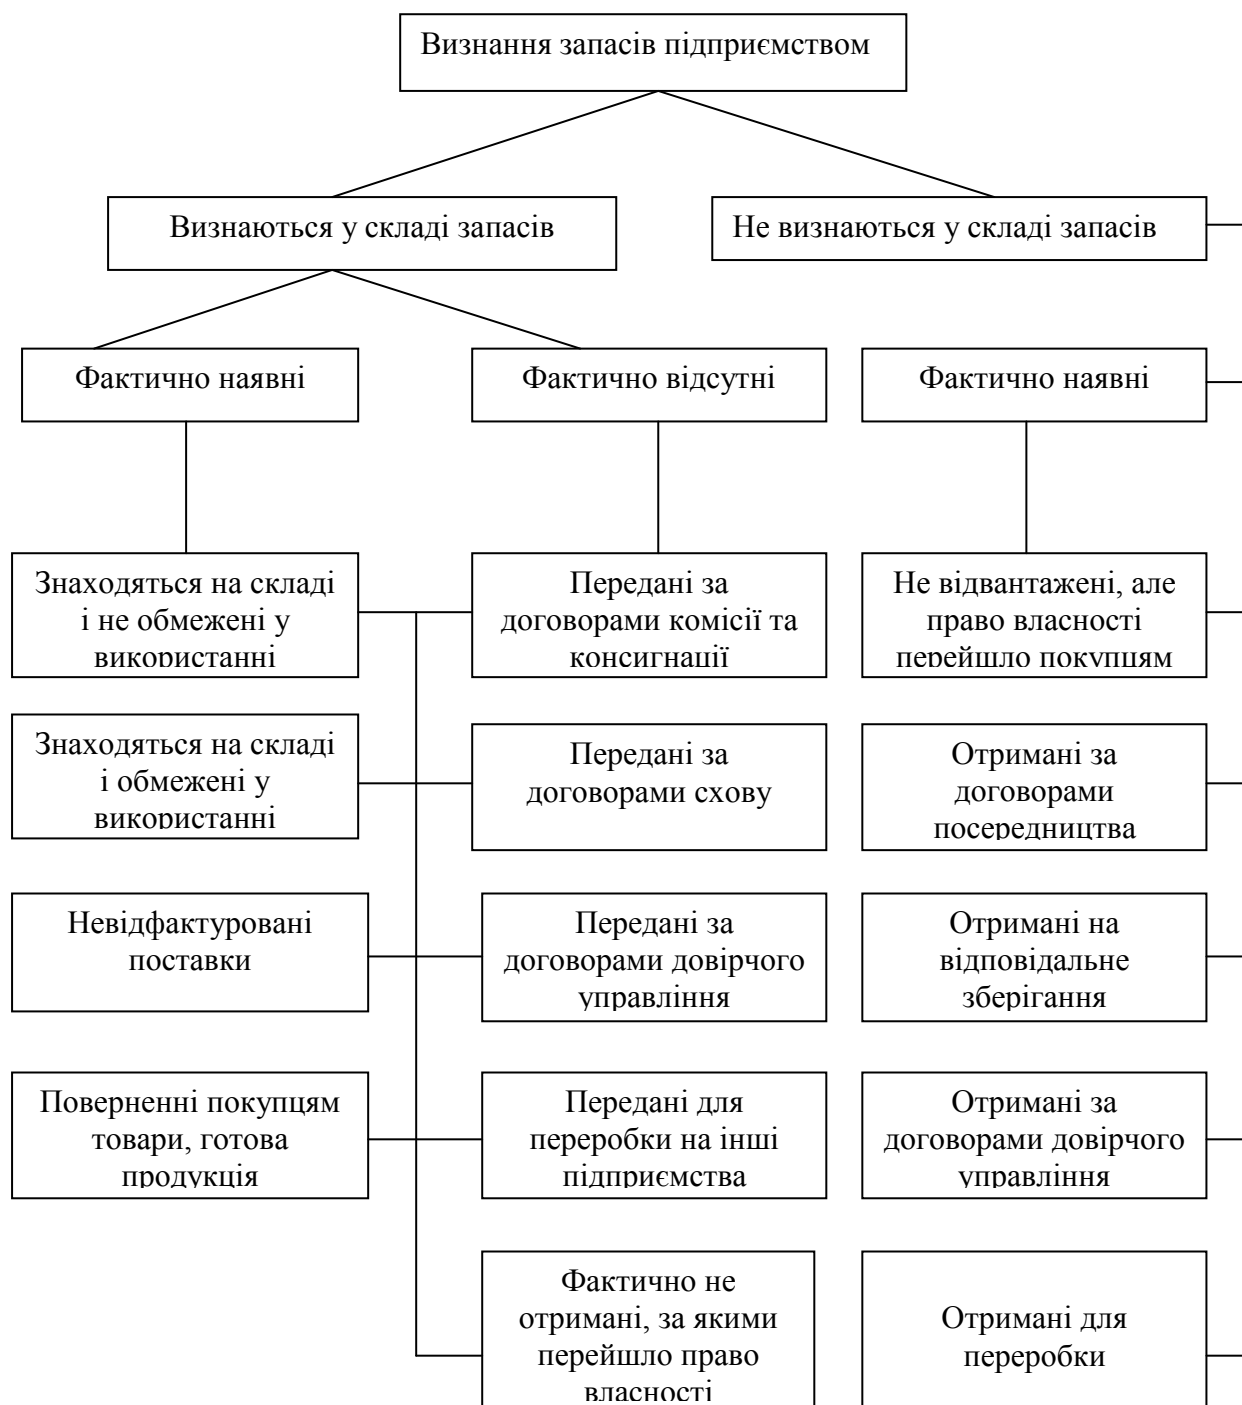 Визнання запасів підприємством
Визнаються у складі запасів
Не визнаються у складі запасів
Фактично наявні
Фактично відсутні
Фактично наявні
Знаходяться на складі
і не обмежені у
використанні
Передані за
договорами комісії та
консигнації
Не відвантажені, але
право власності
перейшло покупцям
Знаходяться на складі
і обмежені у
використанні
Передані за
договорами схову
Отримані за
договорами
посередництва
Невідфактуровані
поставки
Передані за
договорами довірчого
управління
Отримані на
відповідальне
зберігання
Поверненні покупцям
товари, готова
продукція
Передані для
переробки на інші
підприємства
Отримані за
договорами довірчого
управління
Фактично не
отримані, за якими
перейшло право
власності
Отримані для
переробки